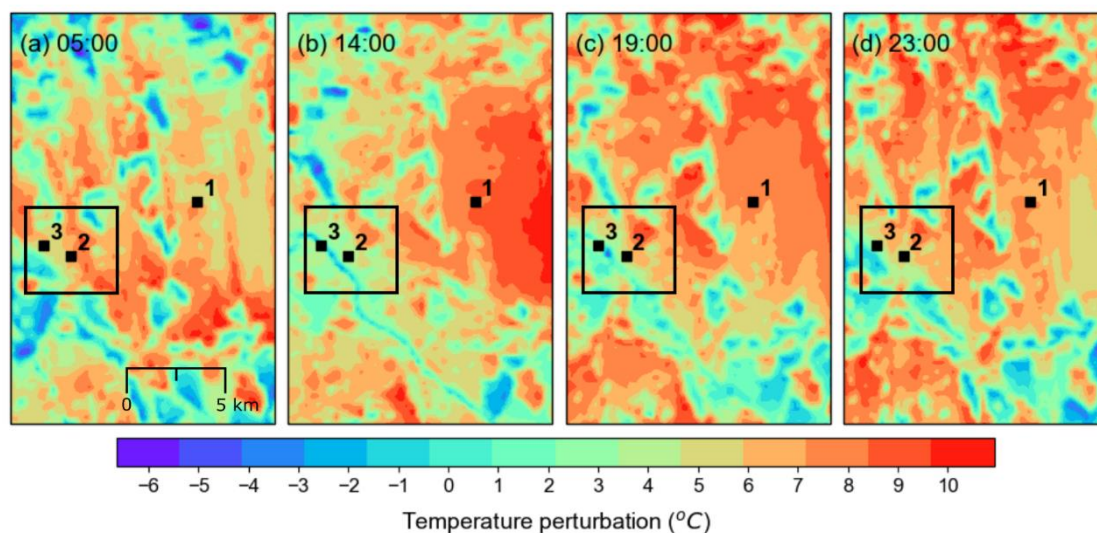 (a) 05:00 (b) 14:00 (c) 19:00 (d) 23:00
1 1 1 1
3 2 3 2 3 2 3 2
0 5 km
−6 −5 −4 −3 −2 −1 0 1 2 3 4 5 6 7 8 9 10
Temperature perturbation (°C)